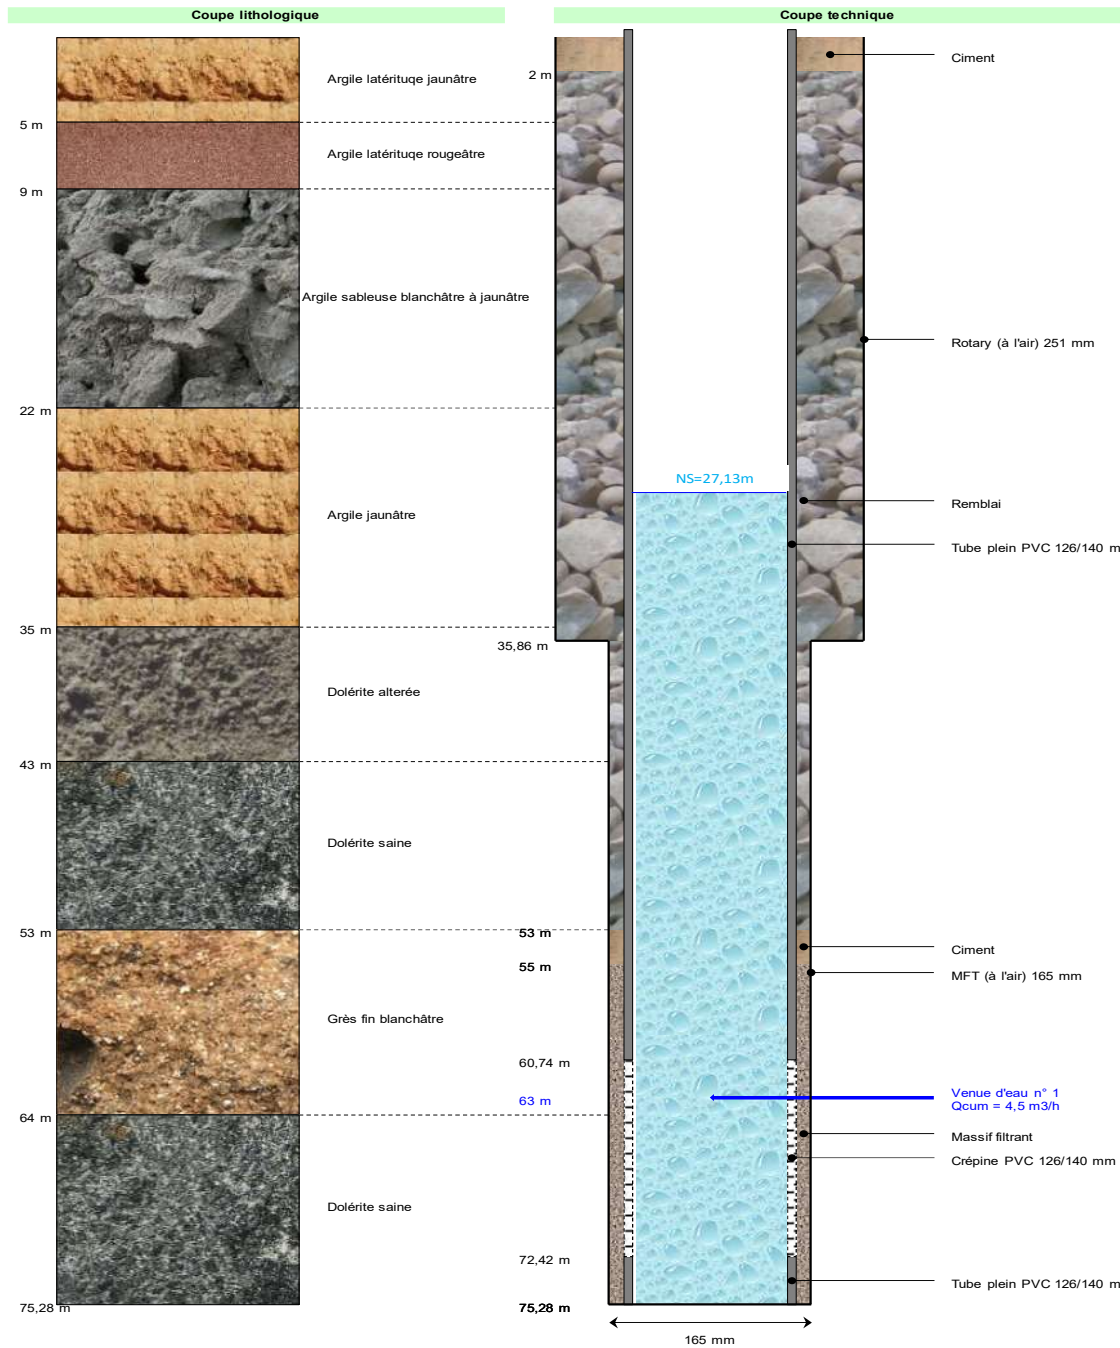 Coupe lithologique
Coupe technique
Ciment
2 m
Argile latérituqe jaunâtre
5 m
Argile latérituqe rougeâtre
9 m
Argile sableuse blanchâtre à jaunâtre
Rotary (à l'air) 251 mm
22 m
NS=27,13m
Remblai
Argile jaunâtre
Tube plein PVC 126/140 m
35 m
35,86 m
Dolérite alterée
43 m
Dolérite saine
53 m
53 m
Ciment
55 m
MFT (à l'air) 165 mm
Grès fin blanchâtre
60,74 m
63 m
Venue d'eau n° 1
Qcum = 4,5 m3/h
64 m
Massif filtrant
Crépine PVC 126/140 mm
Dolérite saine
72,42 m
Tube plein PVC 126/140 m
75,28 m
75,28 m
165 mm